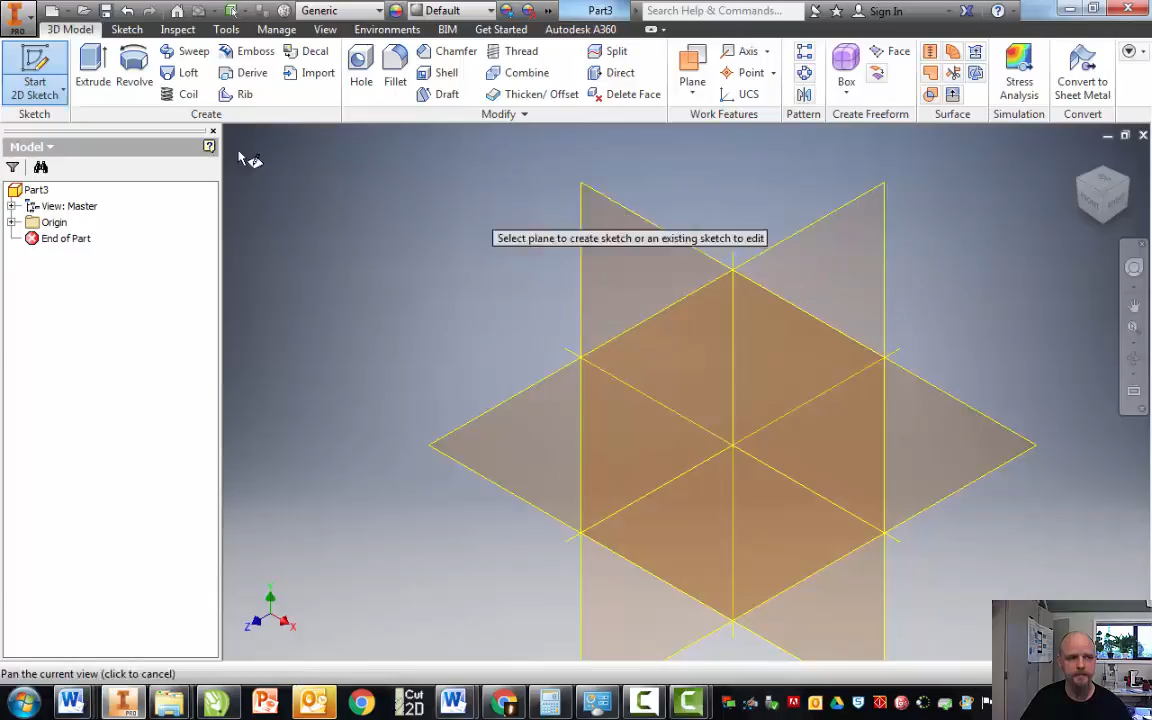 Generic
Default
Part3
Search Help & Commands...
Sign In
PRO
3D Model
Sketch
Inspect
Tools
Manage
View
Environments
BIM
Get Started
Autodesk A360
Start
2D Sketch
Extrude
Revolve
Sweep
Loft
Coil
Emboss
Derive
Rib
Decal
Import
Hole
Fillet
Chamfer
Shell
Draft
Thread
Combine
Thicken/ Offset
Split
Direct
Delete Face
Plane
Axis
Point
UCS
Box
Face
Stress
Analysis
Convert to
Sheet Metal
Sketch
Create
Modify
Work Features
Pattern
Create Freeform
Surface
Simulation
Convert
Model
Part3
View: Master
Origin
End of Part
Select plane to create sketch or an existing sketch to edit
FRONT
Y
Z
X
Pan the current view (click to cancel)
Cut
2D